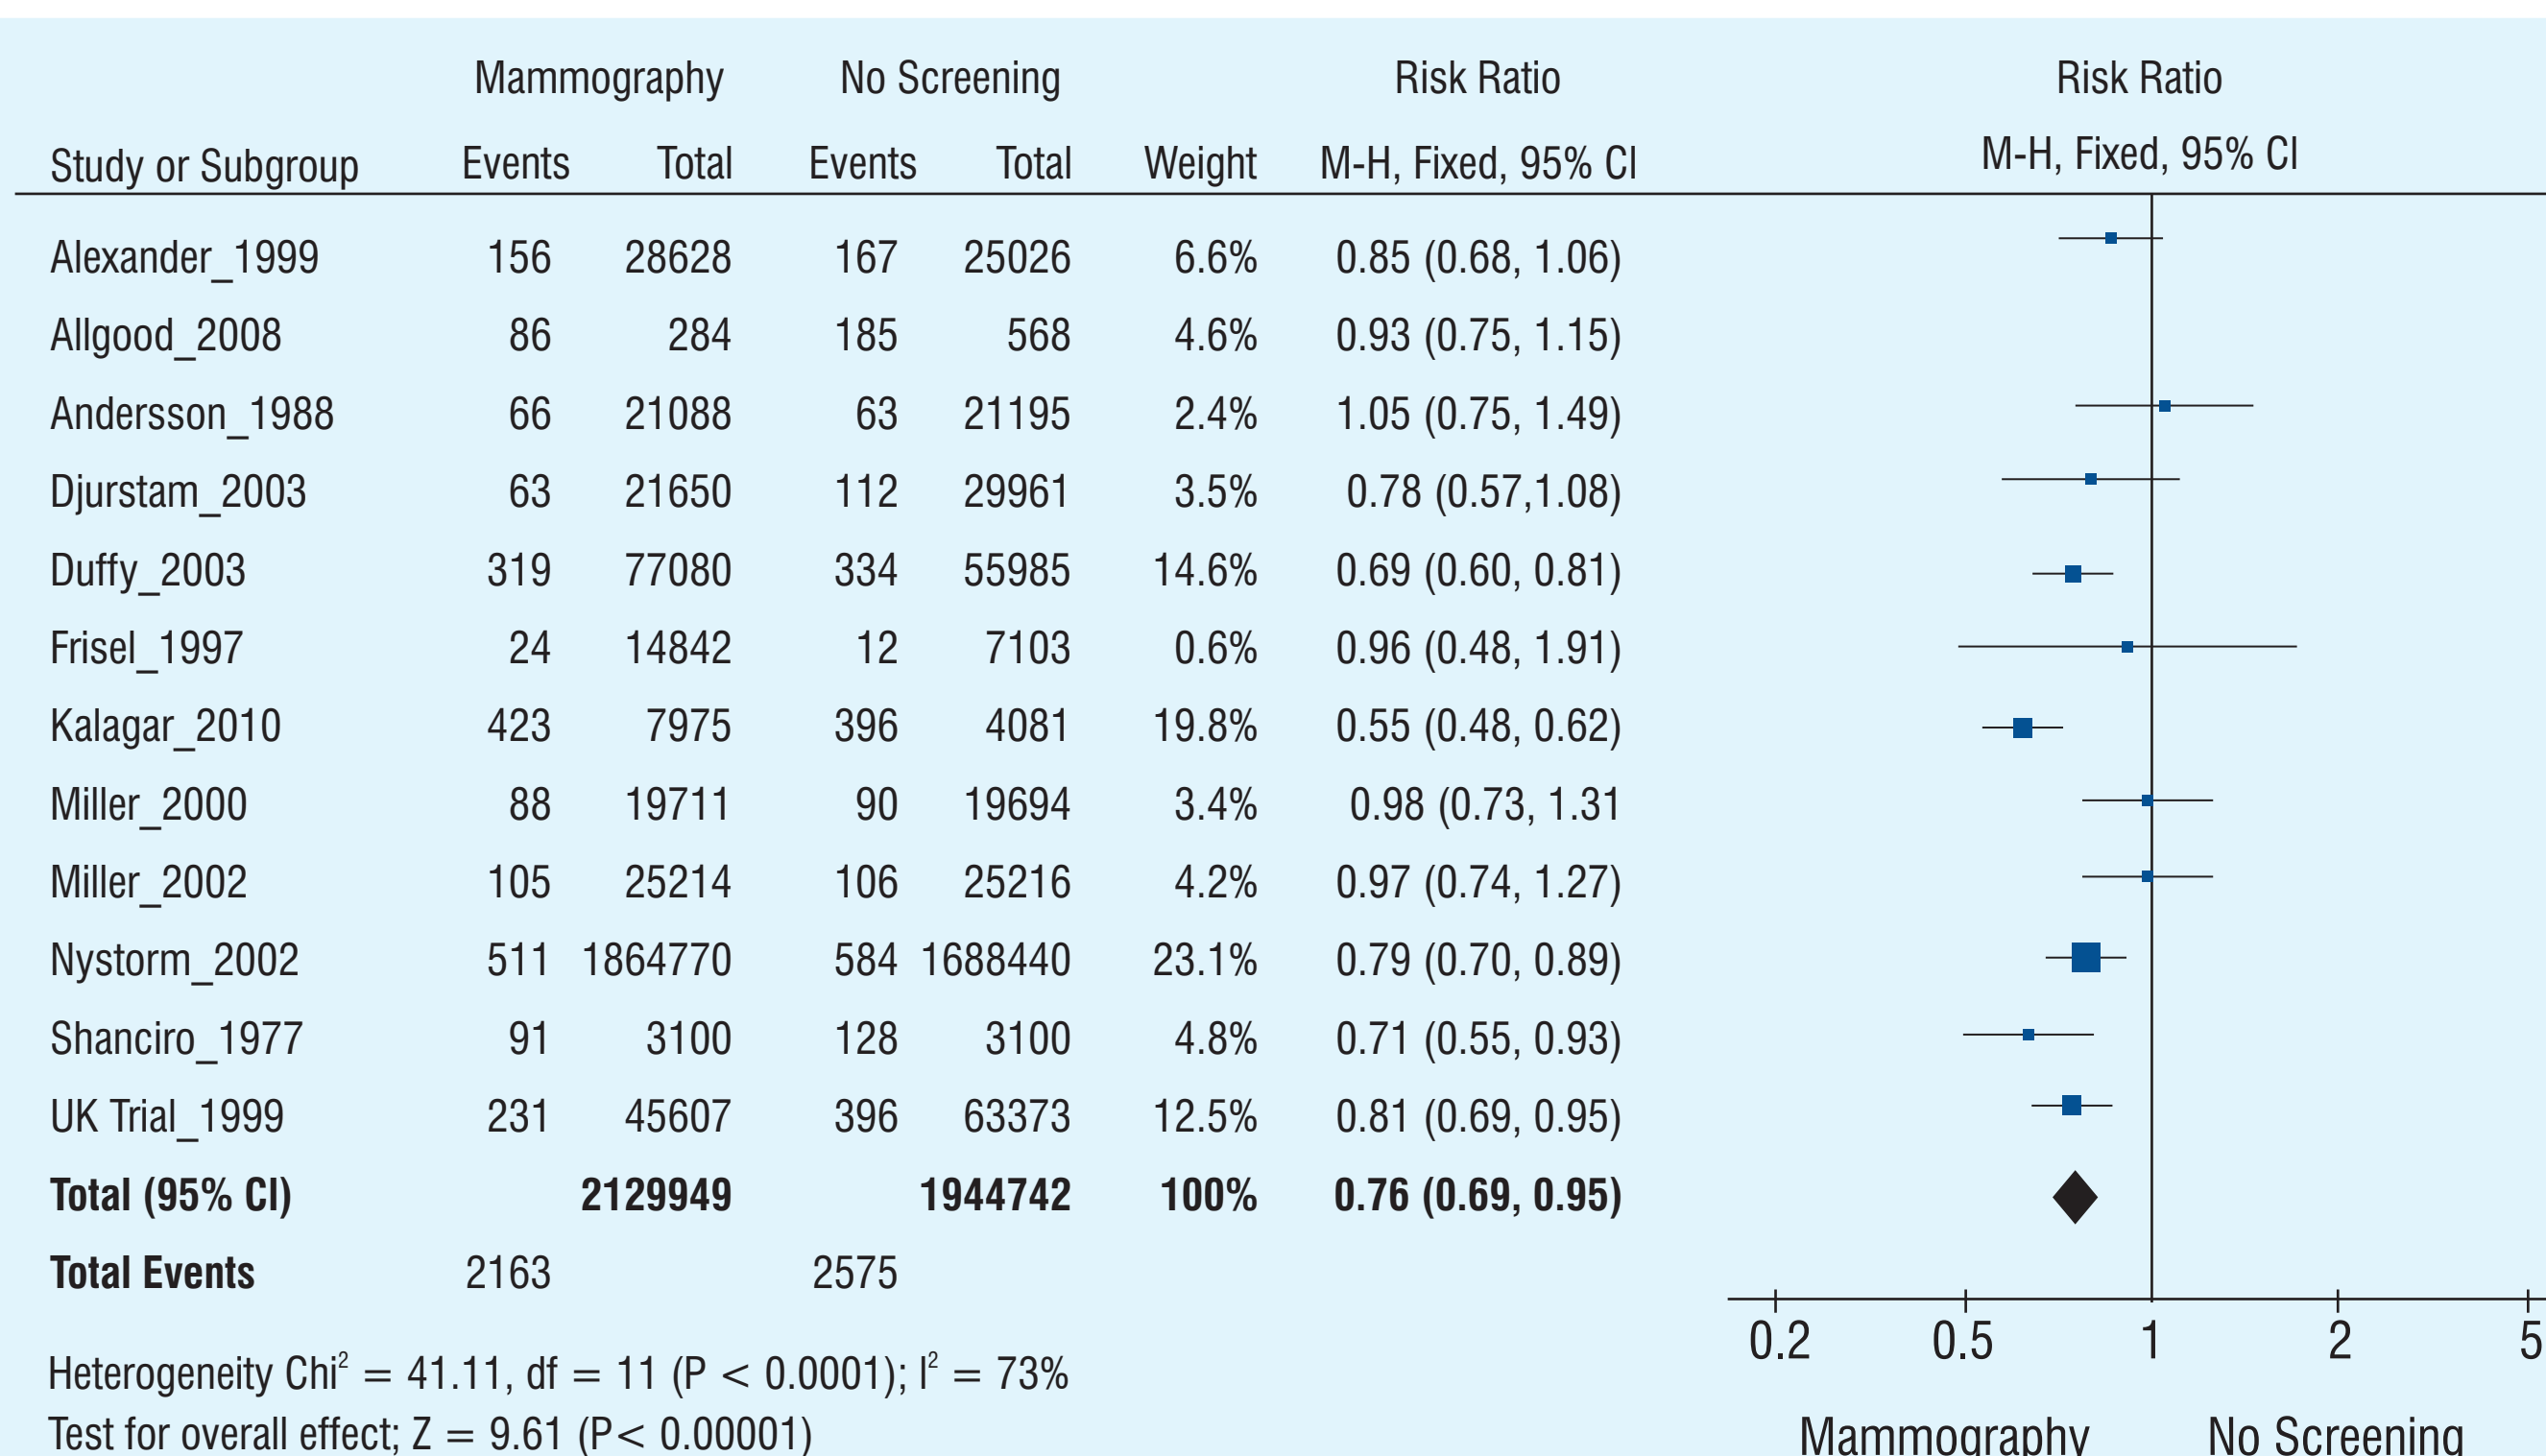 Mammography No Screening Risk Ratio Risk Ratio
Study or Subgroup Events Total Events Total Weight M-H, Fixed, 95% CI M-H, Fixed, 95% CI
Alexander_1999 156 28628 167 25026 6.6% 0.85 (0.68, 1.06)
Allgood_2008 86 284 185 568 4.6% 0.93 (0.75, 1.15)
Andersson_1988 66 21088 63 21195 2.4% 1.05 (0.75, 1.49)
Djurstam_2003 63 21650 112 29961 3.5% 0.78 (0.57,1.08)
Duffy_2003 319 77080 334 55985 14.6% 0.69 (0.60, 0.81)
Frisel_1997 24 14842 12 7103 0.6% 0.96 (0.48, 1.91)
Kalagar_2010 423 7975 396 4081 19.8% 0.55 (0.48, 0.62)
Miller_2000 88 19711 90 19694 3.4% 0.98 (0.73, 1.31
Miller_2002 105 25214 106 25216 4.2% 0.97 (0.74, 1.27)
Nystorm_2002 511 1864770 584 1688440 23.1% 0.79 (0.70, 0.89)
Shanciro_1977 91 3100 128 3100 4.8% 0.71 (0.55, 0.93)
UK Trial_1999 231 45607 396 63373 12.5% 0.81 (0.69, 0.95)
Total (95% CI) 2129949 1944742 100% 0.76 (0.69, 0.95)
Total Events 2163 2575
0.2 0.5 1 2 5
Heterogeneity Chi² = 41.11, df = 11 (P < 0.0001); I² = 73%
Test for overall effect; Z = 9.61 (P< 0.00001)
Mammography No Screening